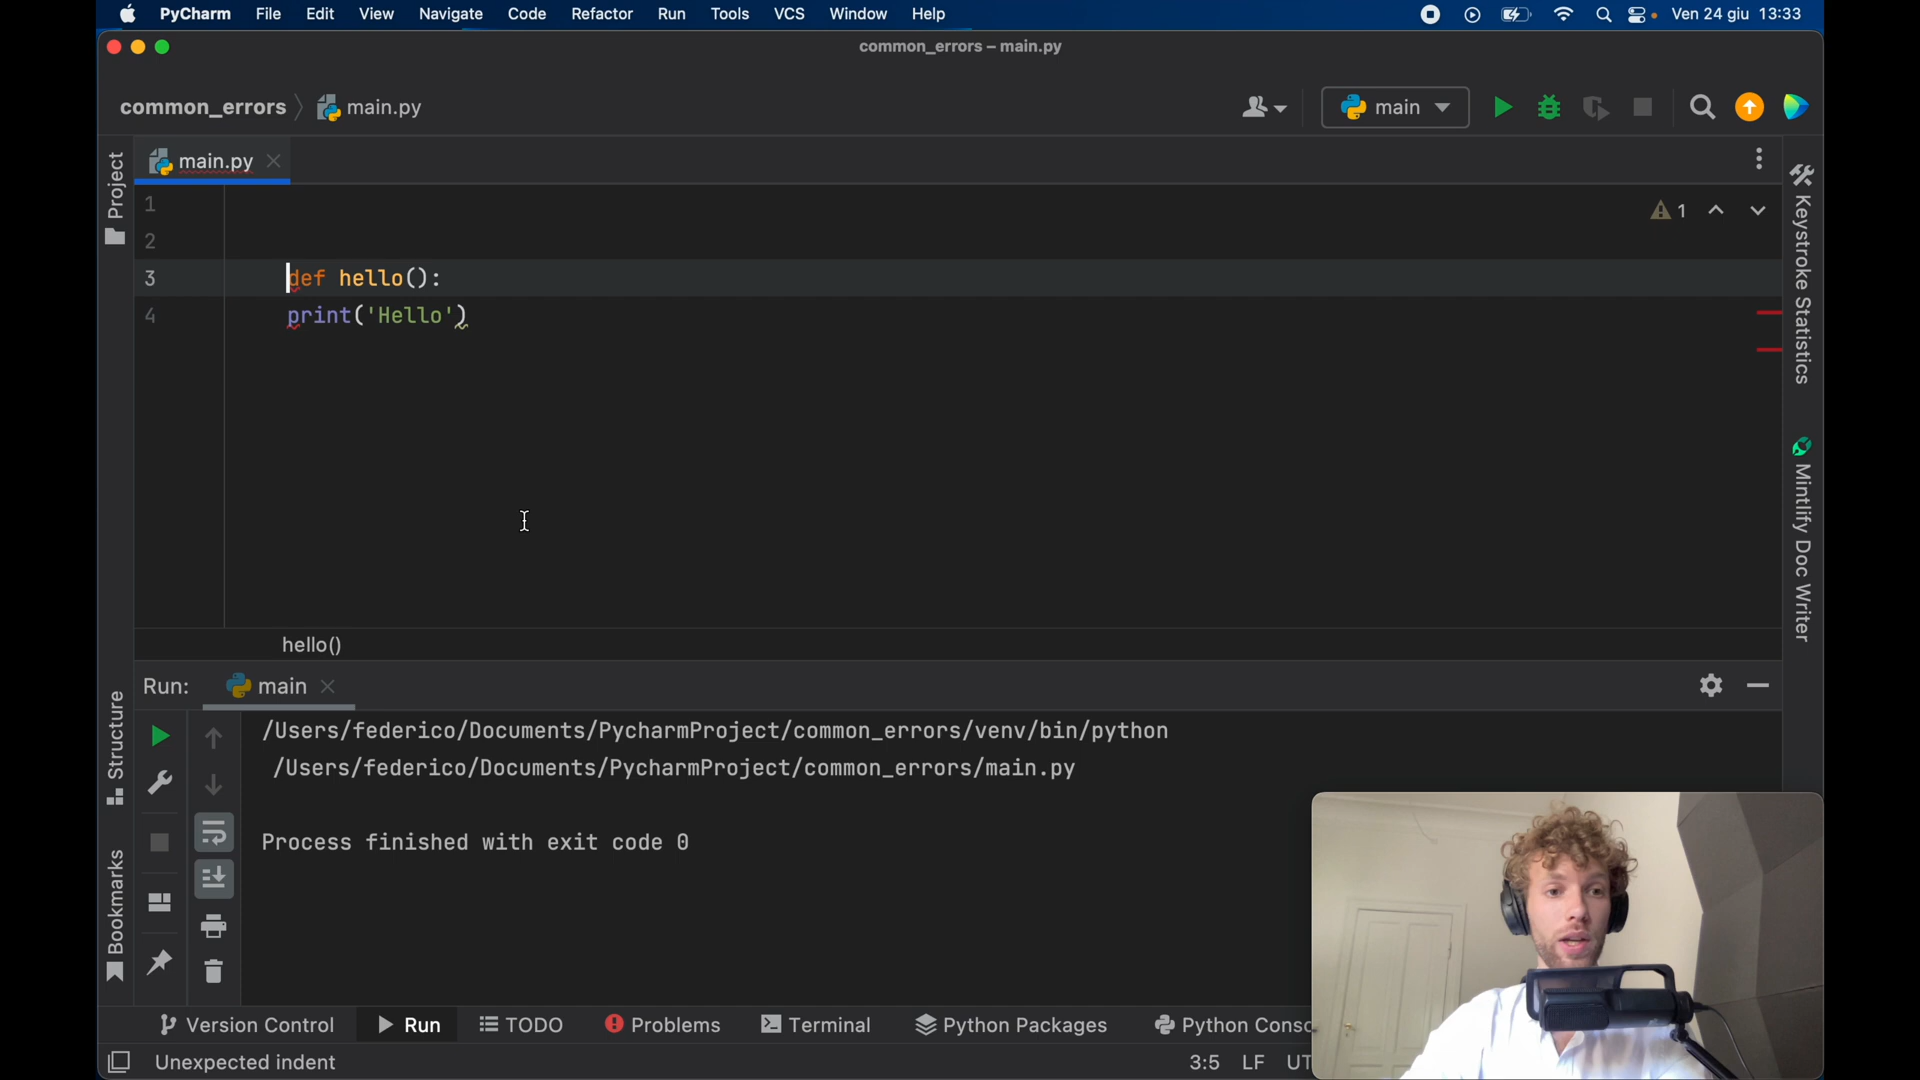 PyCharm File Edit View Navigate Code Refactor Run Tools VCS Window Help Ven 24 giu 13:33
common_errors – main.py
common_errors main.py main
main.py
Project
1
2
3 def hello():
4 print('Hello')
1
Keystroke Statistics
Mintlify Doc Writer
hello()
Run: main
Structure
Bookmarks
/Users/federico/Documents/PycharmProject/common_errors/venv/bin/python
/Users/federico/Documents/PycharmProject/common_errors/main.py
Process finished with exit code 0
Version Control Run TODO Problems Terminal Python Packages Python Conso
Unexpected indent 3:5 LF UT